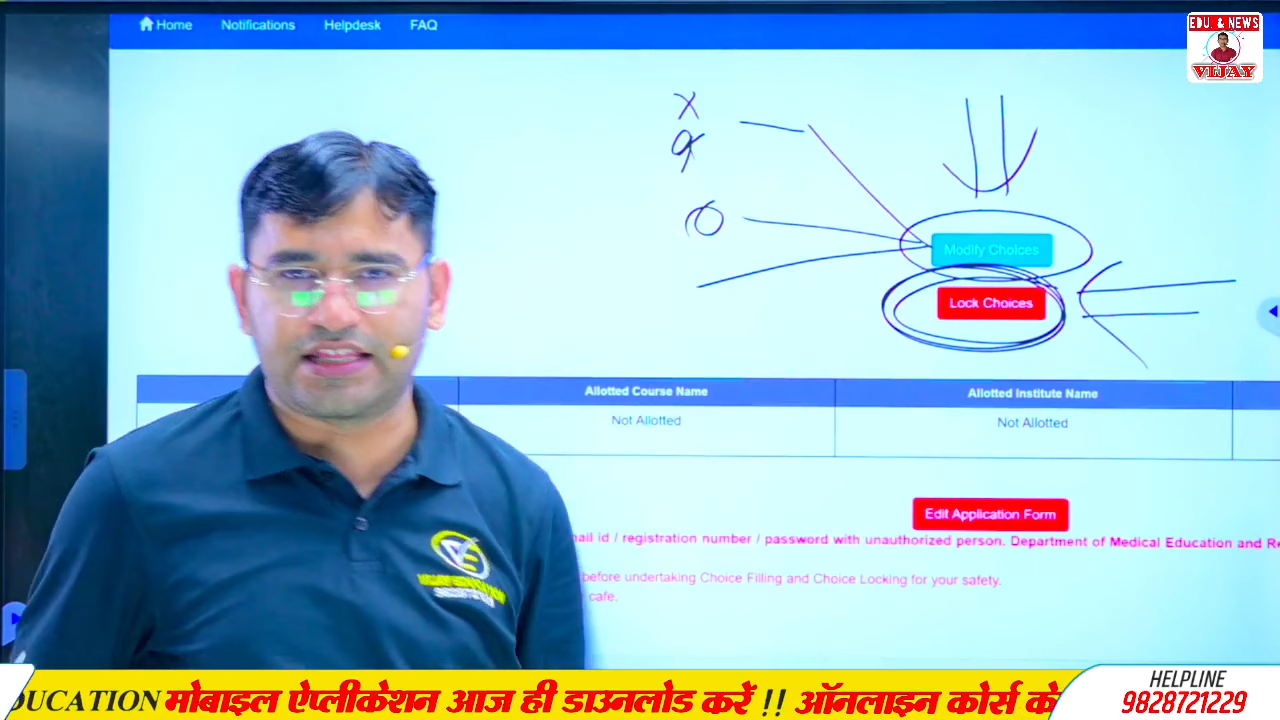 Home Notifications Helpdesk FAQ
EDU. & NEWS
VIJAY
Modify Choices
Lock Choices
Allotted Course Name Allotted Institute Name
Not Allotted Not Allotted
Edit Application Form
id / registration number / password with unauthorized person. Department of Medical Education and
before undertaking Choice Filling and Choice Locking for your safety.
cafe.
मोबाइल ऐप्लीकेशन आज ही डाउनलोड करें !! ऑनलाइन कोर्स
HELPLINE
9828721229